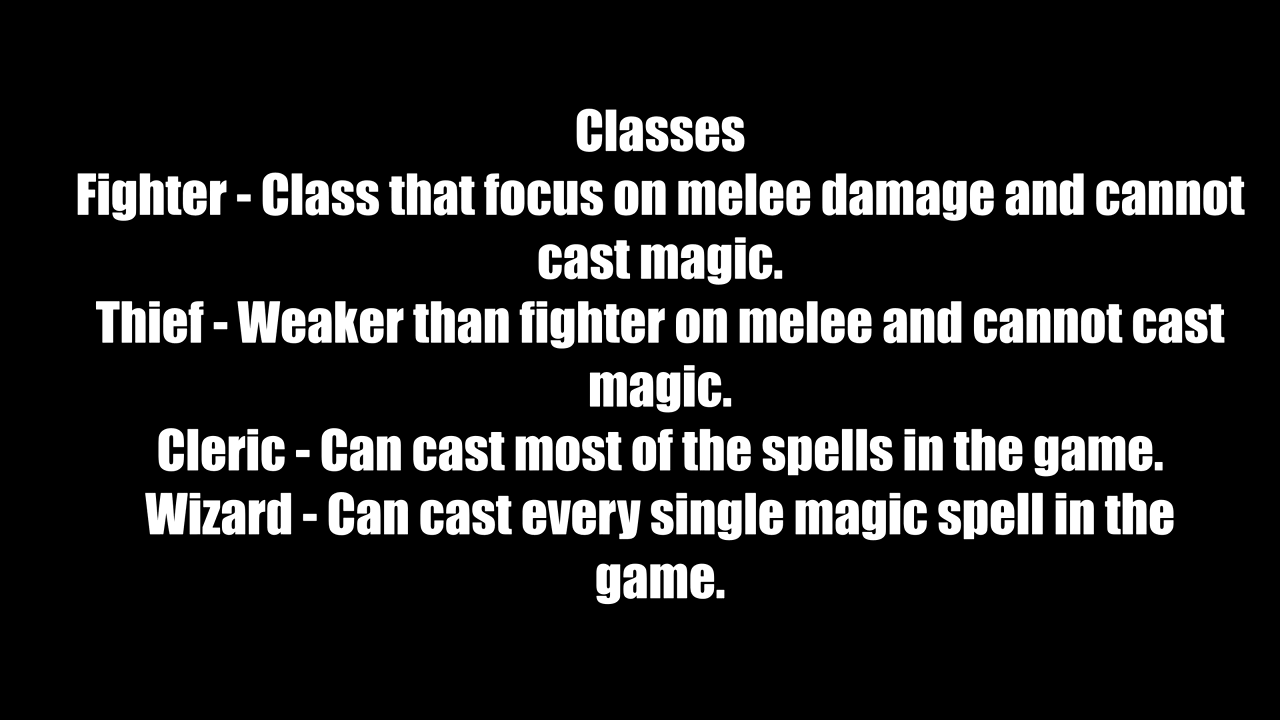 Classes
Fighter - Class that focus on melee damage and cannot
cast magic.
Thief - Weaker than fighter on melee and cannot cast
magic.
Cleric - Can cast most of the spells in the game.
Wizard - Can cast every single magic spell in the
game.